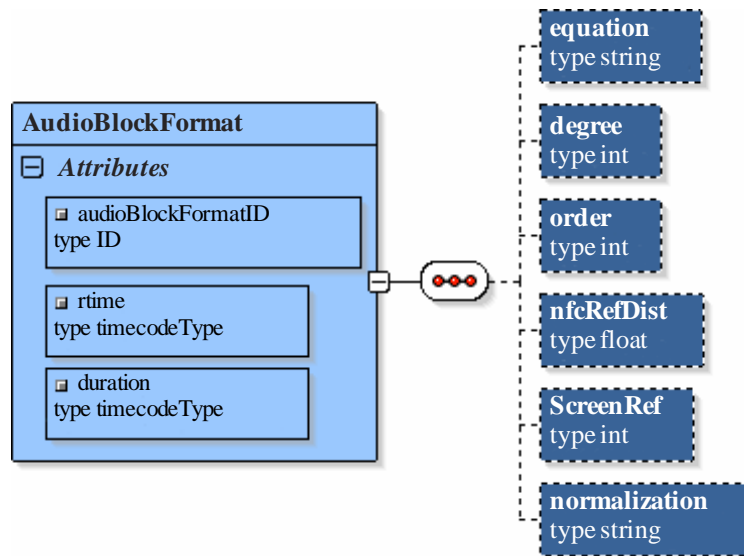 AudioBlockFormat
Attributes
audioBlockFormatID
type ID
rtime
type timecodeType
duration
type timecodeType
equation
type string
degree
type int
order
type int
nfcRefDist
type float
ScreenRef
type int
normalization
type string